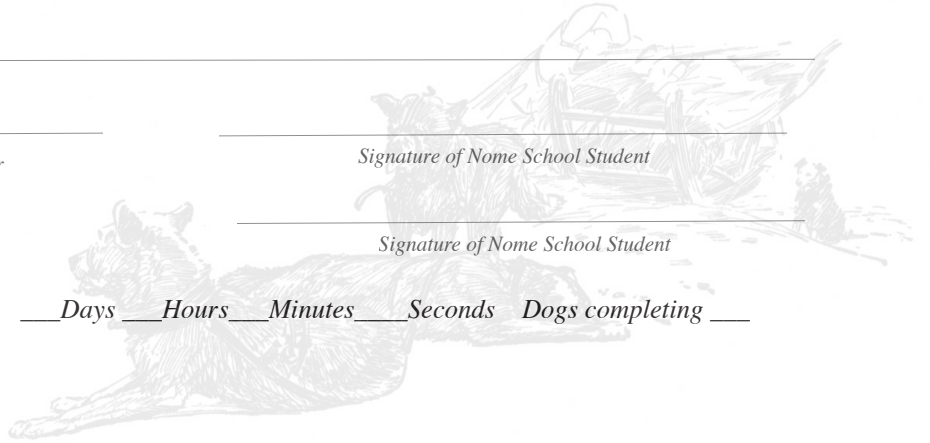 Signature of Nome School Student
Signature of Nome School Student
___Days ___Hours___Minutes____Seconds Dogs completing ___